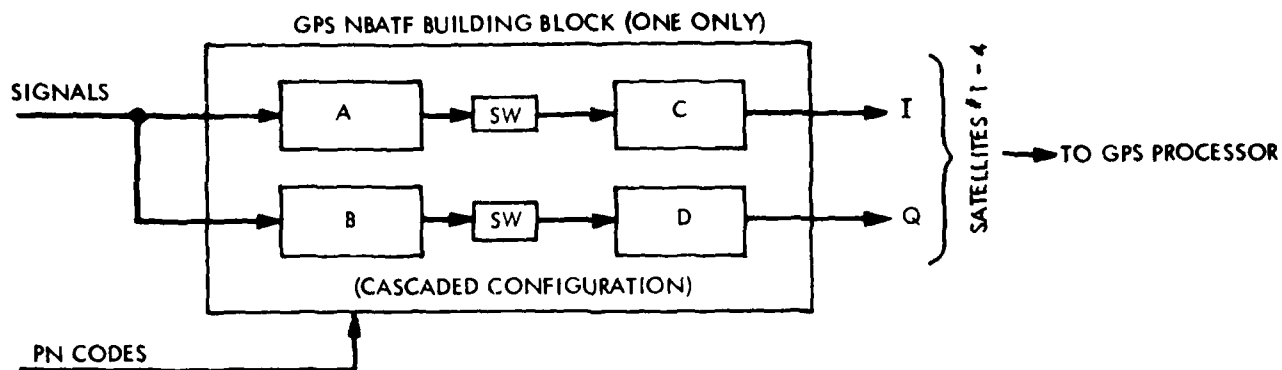 GPS NBATF BUILDING BLOCK (ONE ONLY)
SIGNALS
A
SW
C
I
B
SW
D
Q
SATELLITES #1 - 4
TO GPS PROCESSOR
(CASCADED CONFIGURATION)
PN CODES